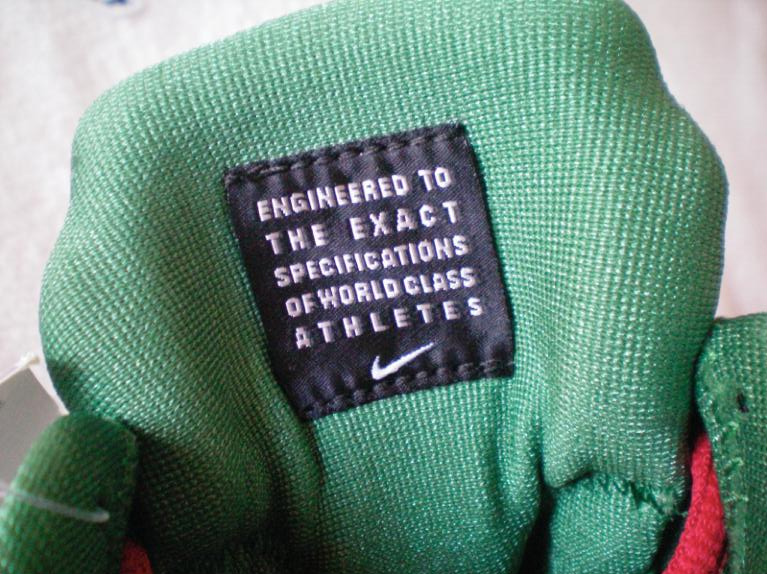 ENGINEERED TO
THE EXACT
SPECIFICATIONS
OF WORLD CLASS
ATHLETES